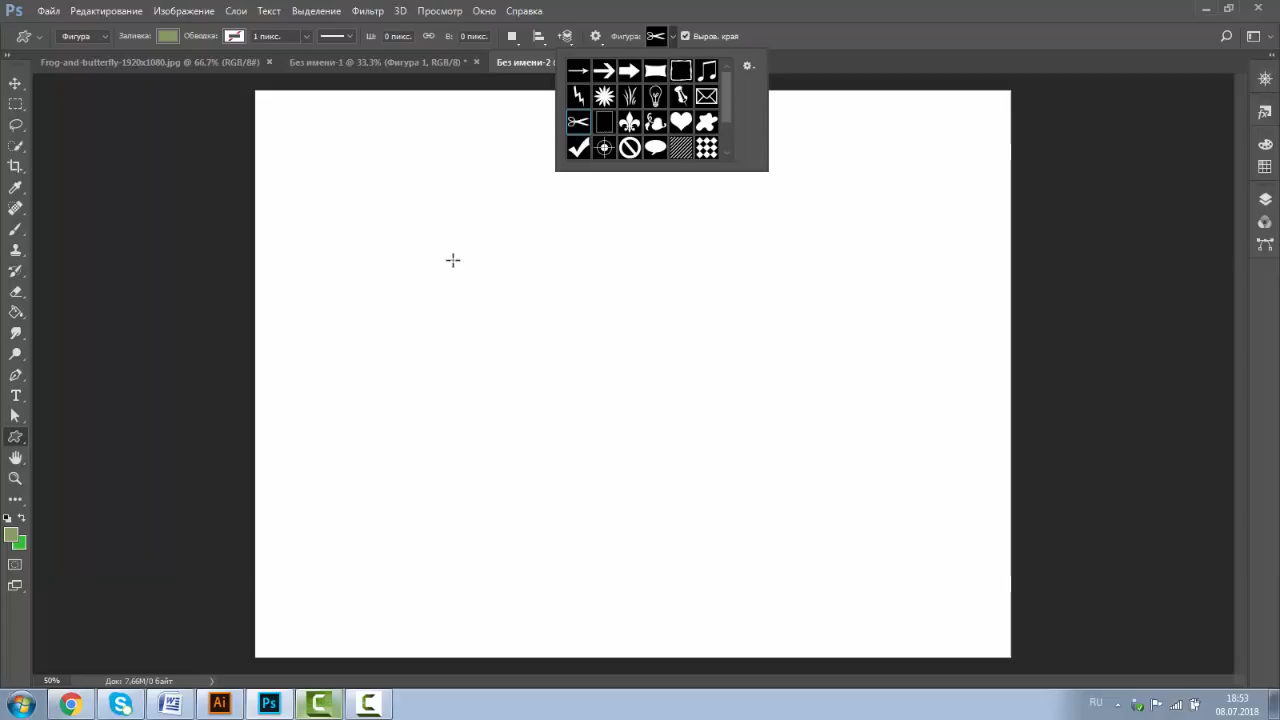 Ps Файл Редактирование Изображение Слои Текст Выделение Фильтр 3D Просмотр Окно Справка
Фигура Заливка: Обводка: 1 пикс. Ш: 0 пикс. В: 0 пикс. Фигура: Выровн. края
Frog-and-butterfly-1920x1080.jpg @ 66,7% (RGB/8#) × Без имени-1 @ 33,3% (Фигура 1, RGB/8) * × Без имени-2
50% Док: 7,66M/0 байт
Ai Ps RU 18:53
08.07.2018